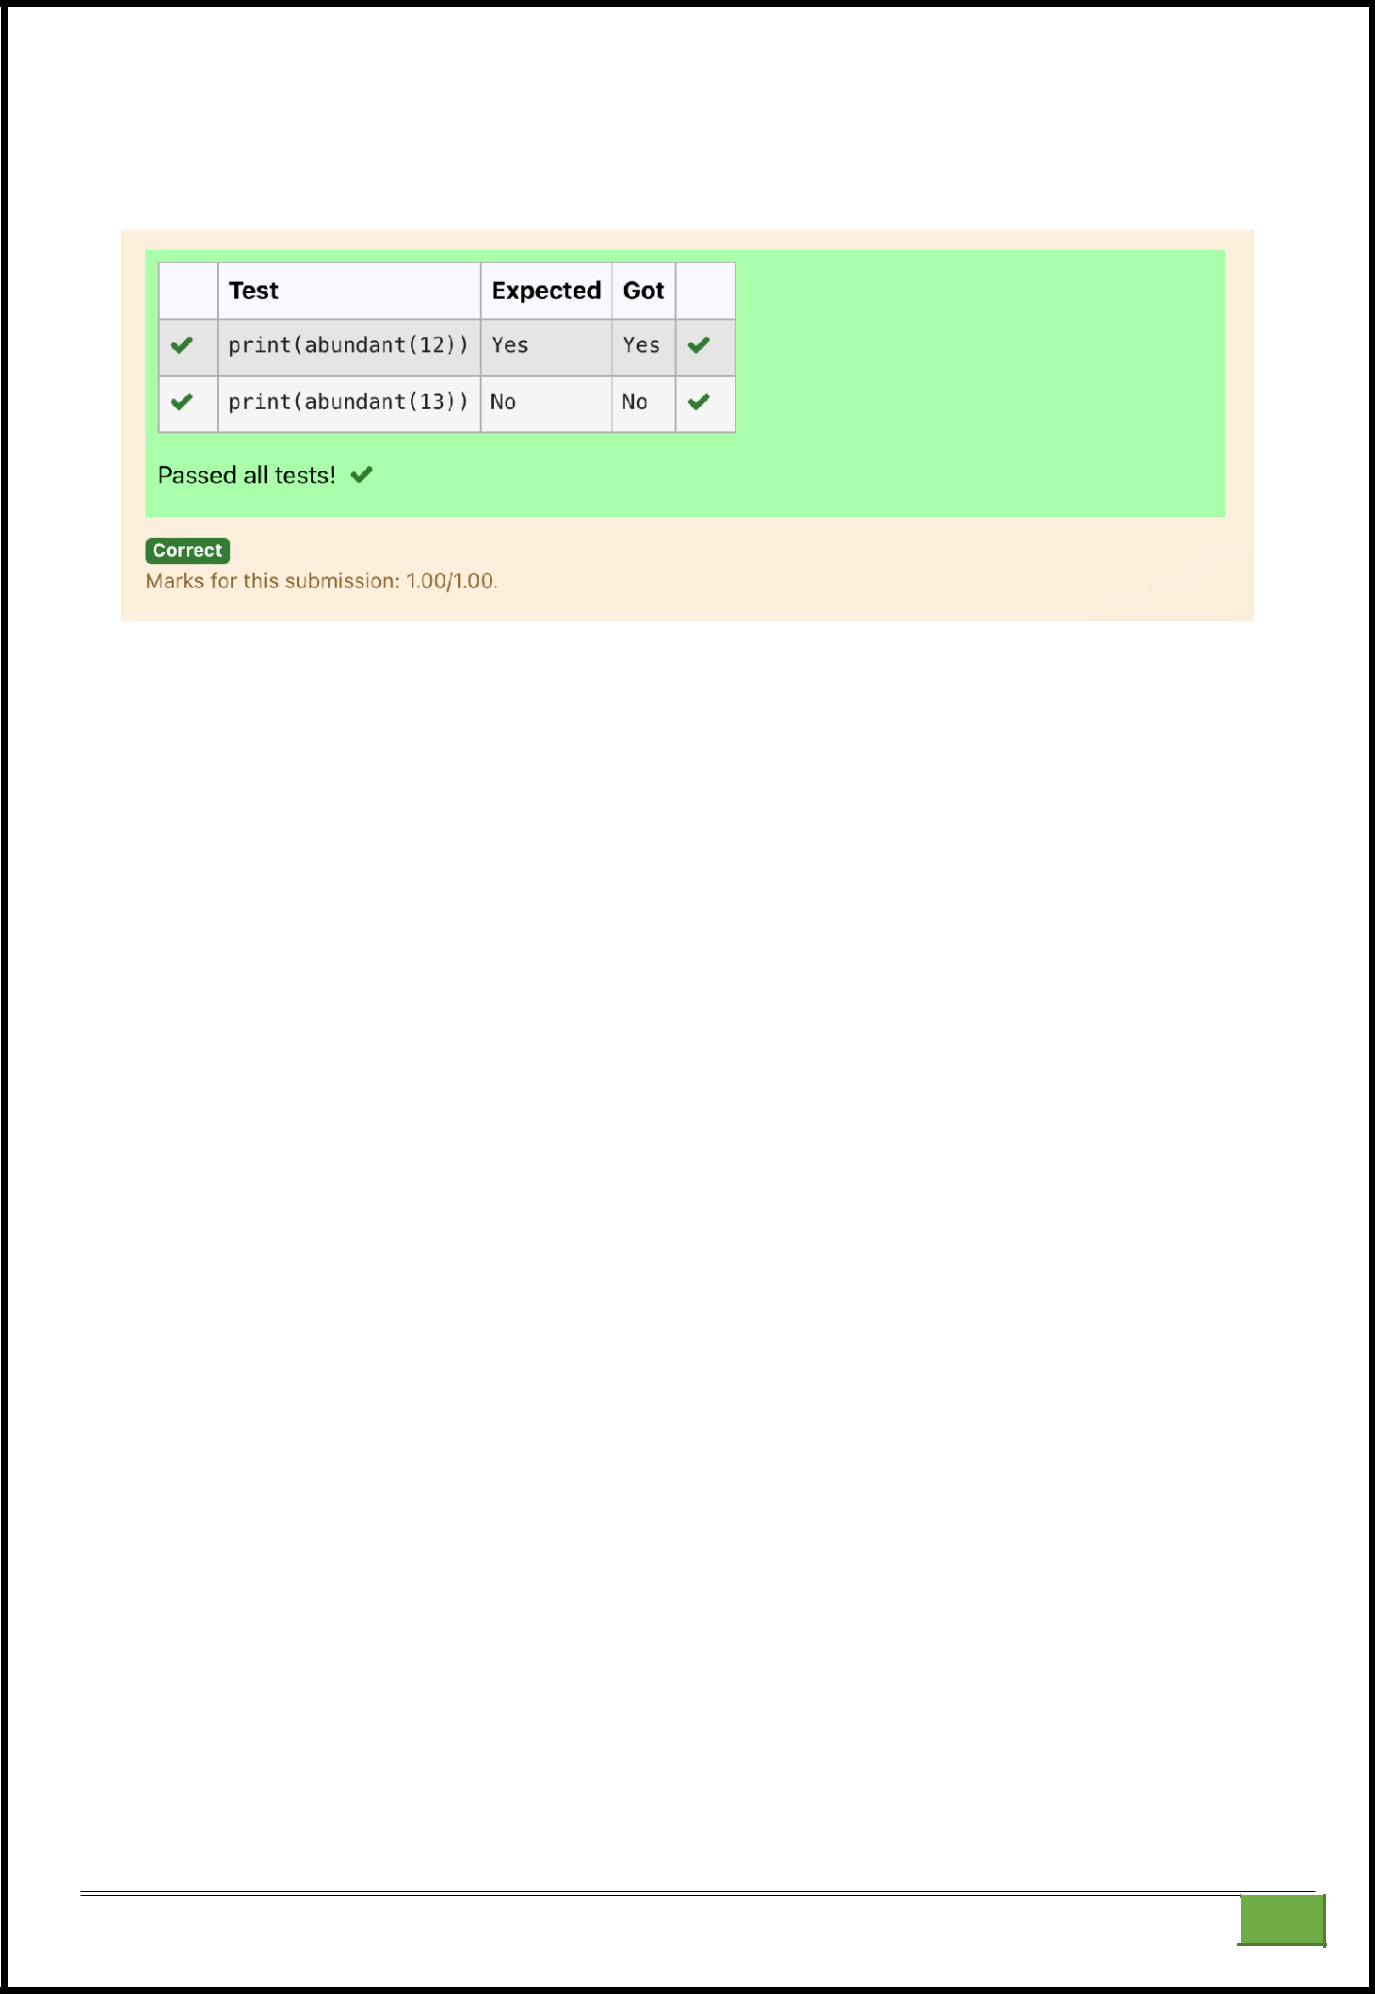 Test Expected Got
print(abundant(12)) Yes Yes
print(abundant(13)) No No
Passed all tests!
Correct
Marks for this submission: 1.00/1.00.